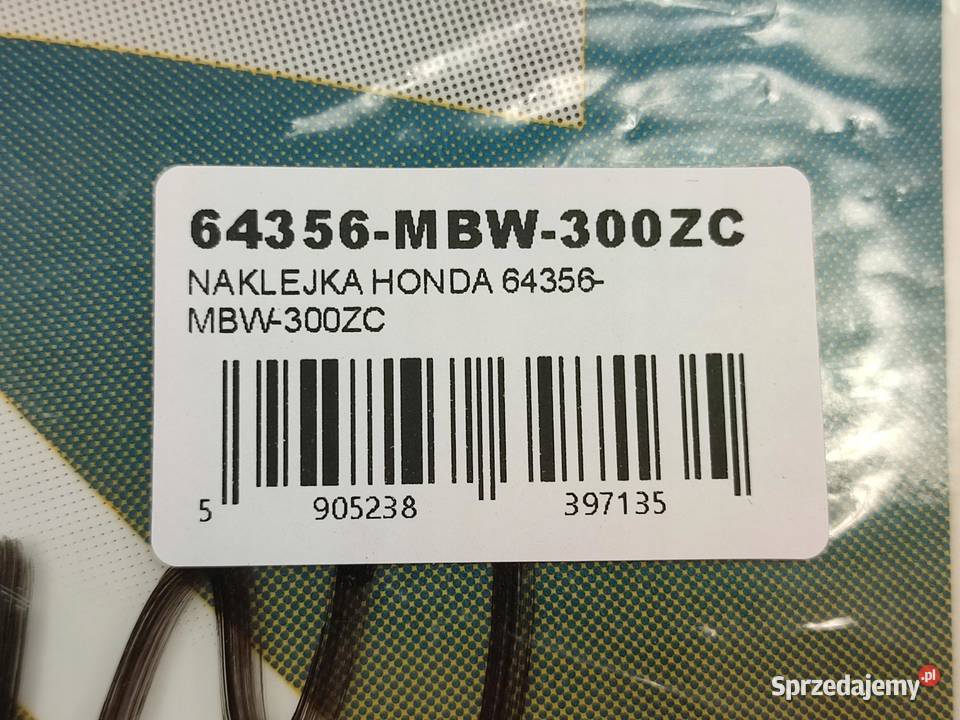 64356-MBW-300ZC
NAKLEJKA HONDA 64356-
MBW-300ZC
5 905238 397135
Sprzedajemy.pl